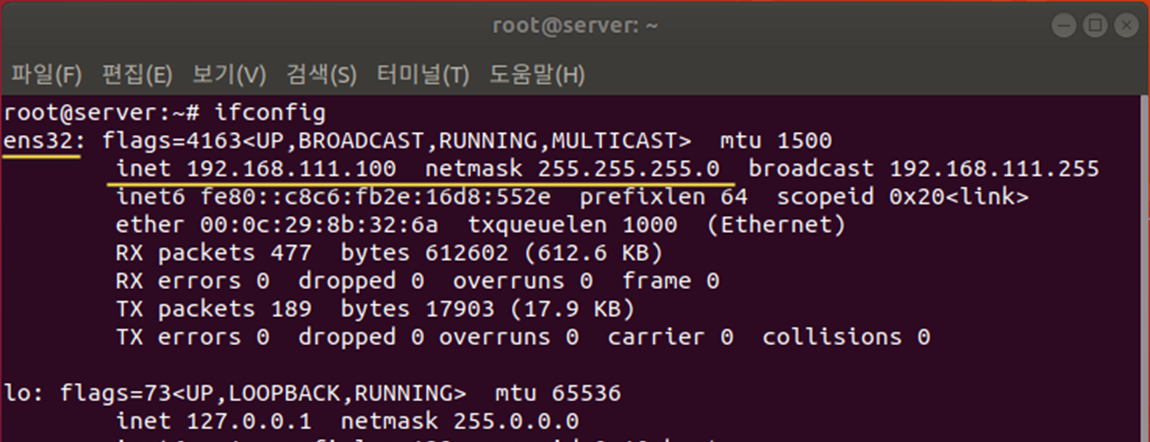 root@server: ~
파일(F) 편집(E) 보기(V) 검색(S) 터미널(T) 도움말(H)
root@server:~# ifconfig
ens32: flags=4163<UP,BROADCAST,RUNNING,MULTICAST>  mtu 1500
        inet 192.168.111.100  netmask 255.255.255.0  broadcast 192.168.111.255
        inet6 fe80::c8c6:fb2e:16d8:552e  prefixlen 64  scopeid 0x20<link>
        ether 00:0c:29:8b:32:6a  txqueuelen 1000  (Ethernet)
        RX packets 477  bytes 612602 (612.6 KB)
        RX errors 0  dropped 0  overruns 0  frame 0
        TX packets 189  bytes 17903 (17.9 KB)
        TX errors 0  dropped 0 overruns 0  carrier 0  collisions 0
lo: flags=73<UP,LOOPBACK,RUNNING>  mtu 65536
        inet 127.0.0.1  netmask 255.0.0.0